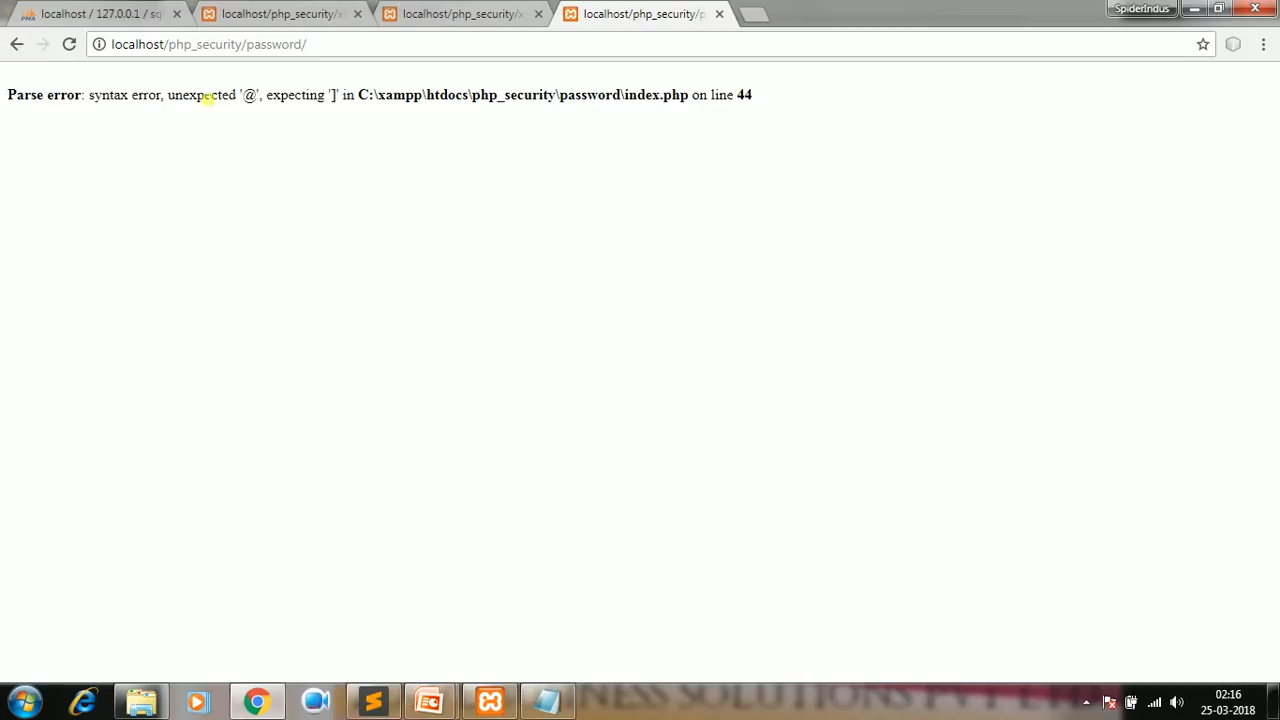 localhost / 127.0.0.1 / sq
localhost/php_security/x
localhost/php_security/x
localhost/php_security/p
SpiderIndus
localhost/php_security/password/
Parse error: syntax error, unexpected '@', expecting ']' in C:\xampp\htdocs\php_security\password\index.php on line 44
02:16
25-03-2018